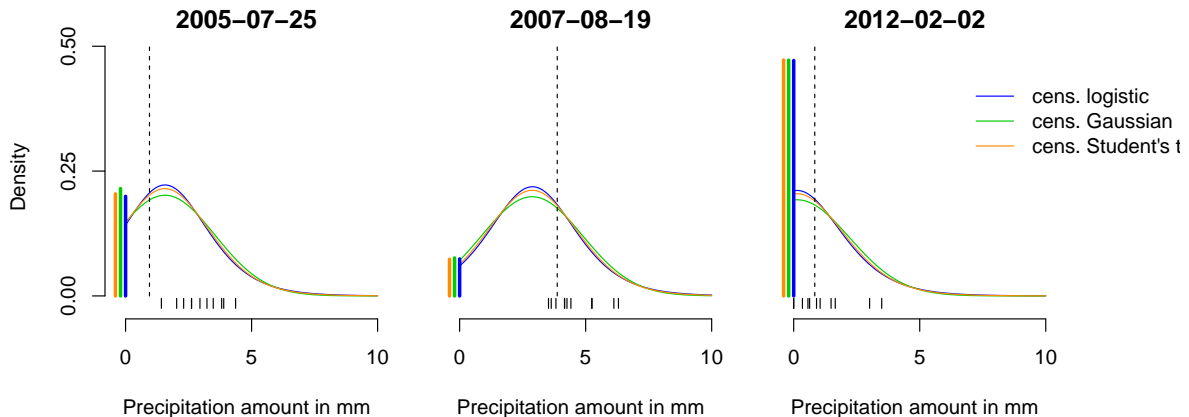 2005−07−25 2007−08−19 2012−02−02
0.50
0.25
0.00
Density
cens. logistic
cens. Gaussian
cens. Student's t
0 5 10 0 5 10 0 5 10
Precipitation amount in mm Precipitation amount in mm Precipitation amount in mm